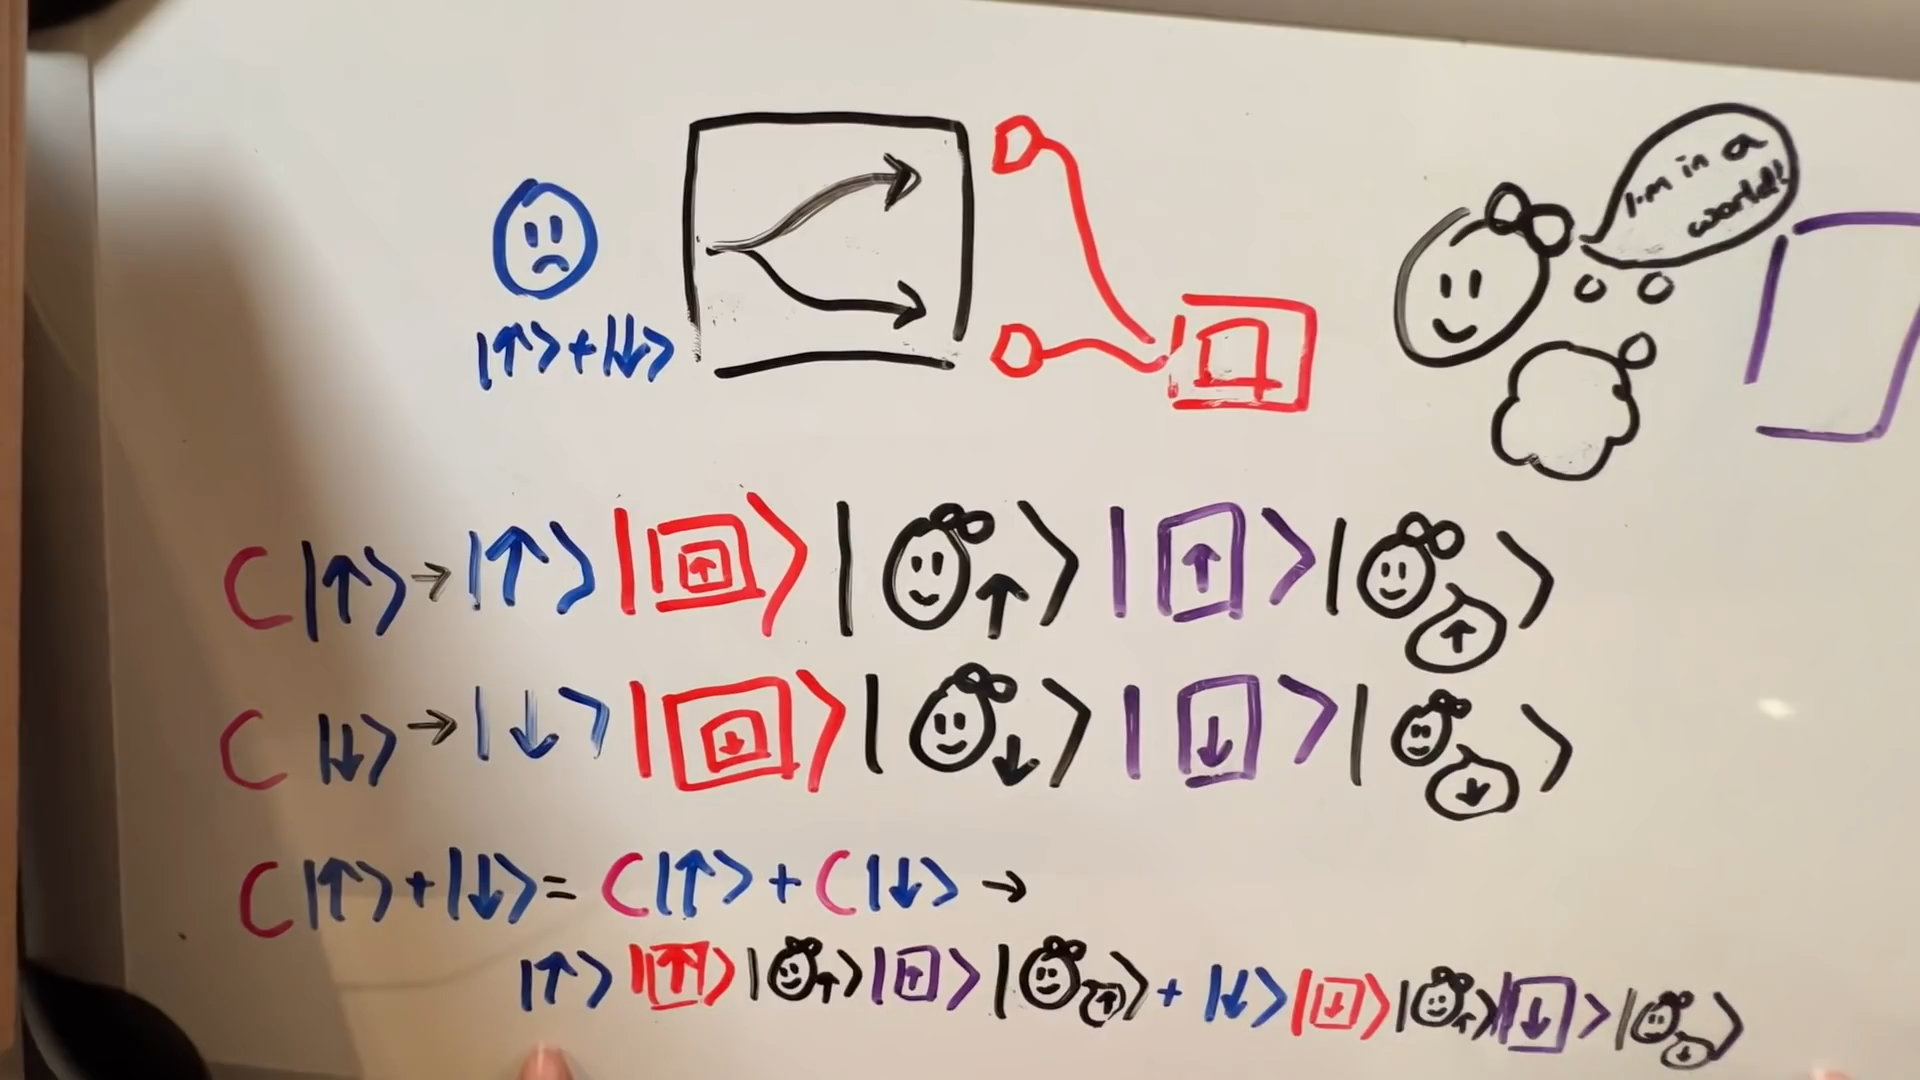 I'm in a
world!!
|↑>+|↓>
C|↑> → |↑> |↑> |↑> |↑> |↑>
C|↓> → |↓> |↓> |↓> |↓> |↓>
C|↑>+|↓> = C|↑> + C|↓> →
|↑> |↑> |↑> |↑> |↑> + |↓> |↓> |↑> |↓> |↓>